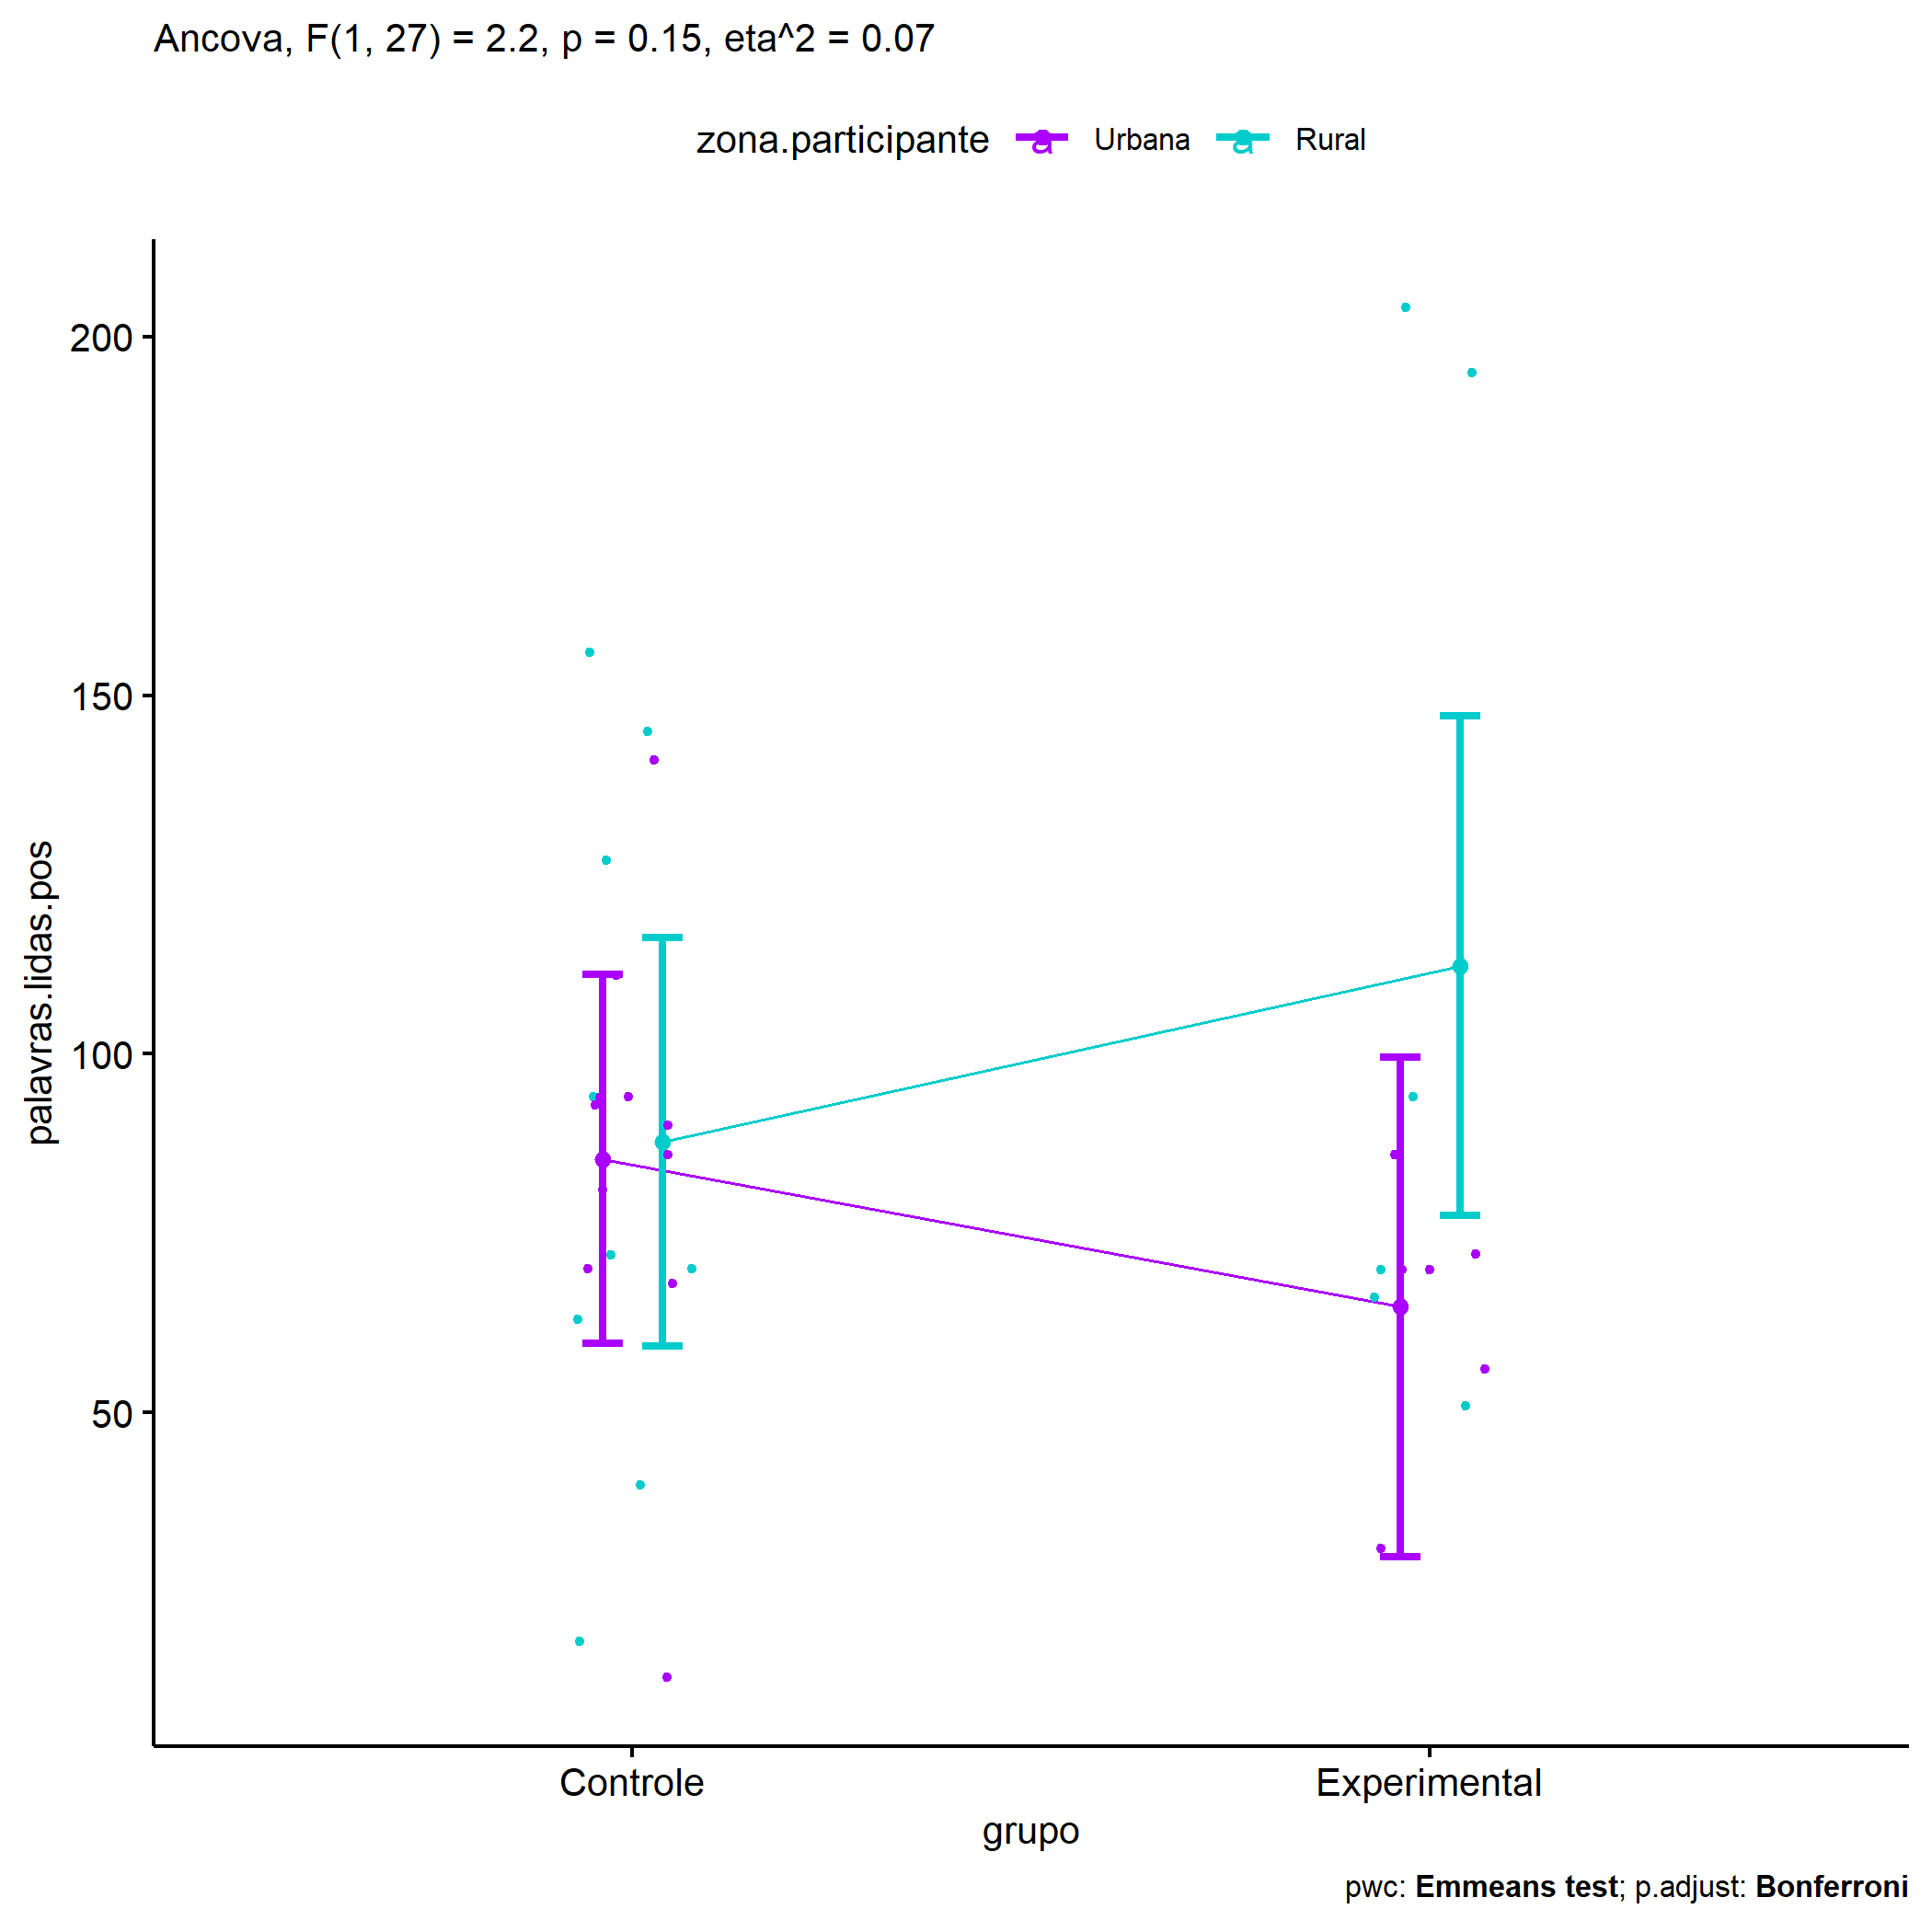 Ancova, F(1, 27) = 2.2, p = 0.15, eta^2 = 0.07
zona.participante a Urbana a Rural
200
150
100
50
palavras.lidas.pos
Controle Experimental
grupo
pwc: Emmeans test; p.adjust: Bonferroni